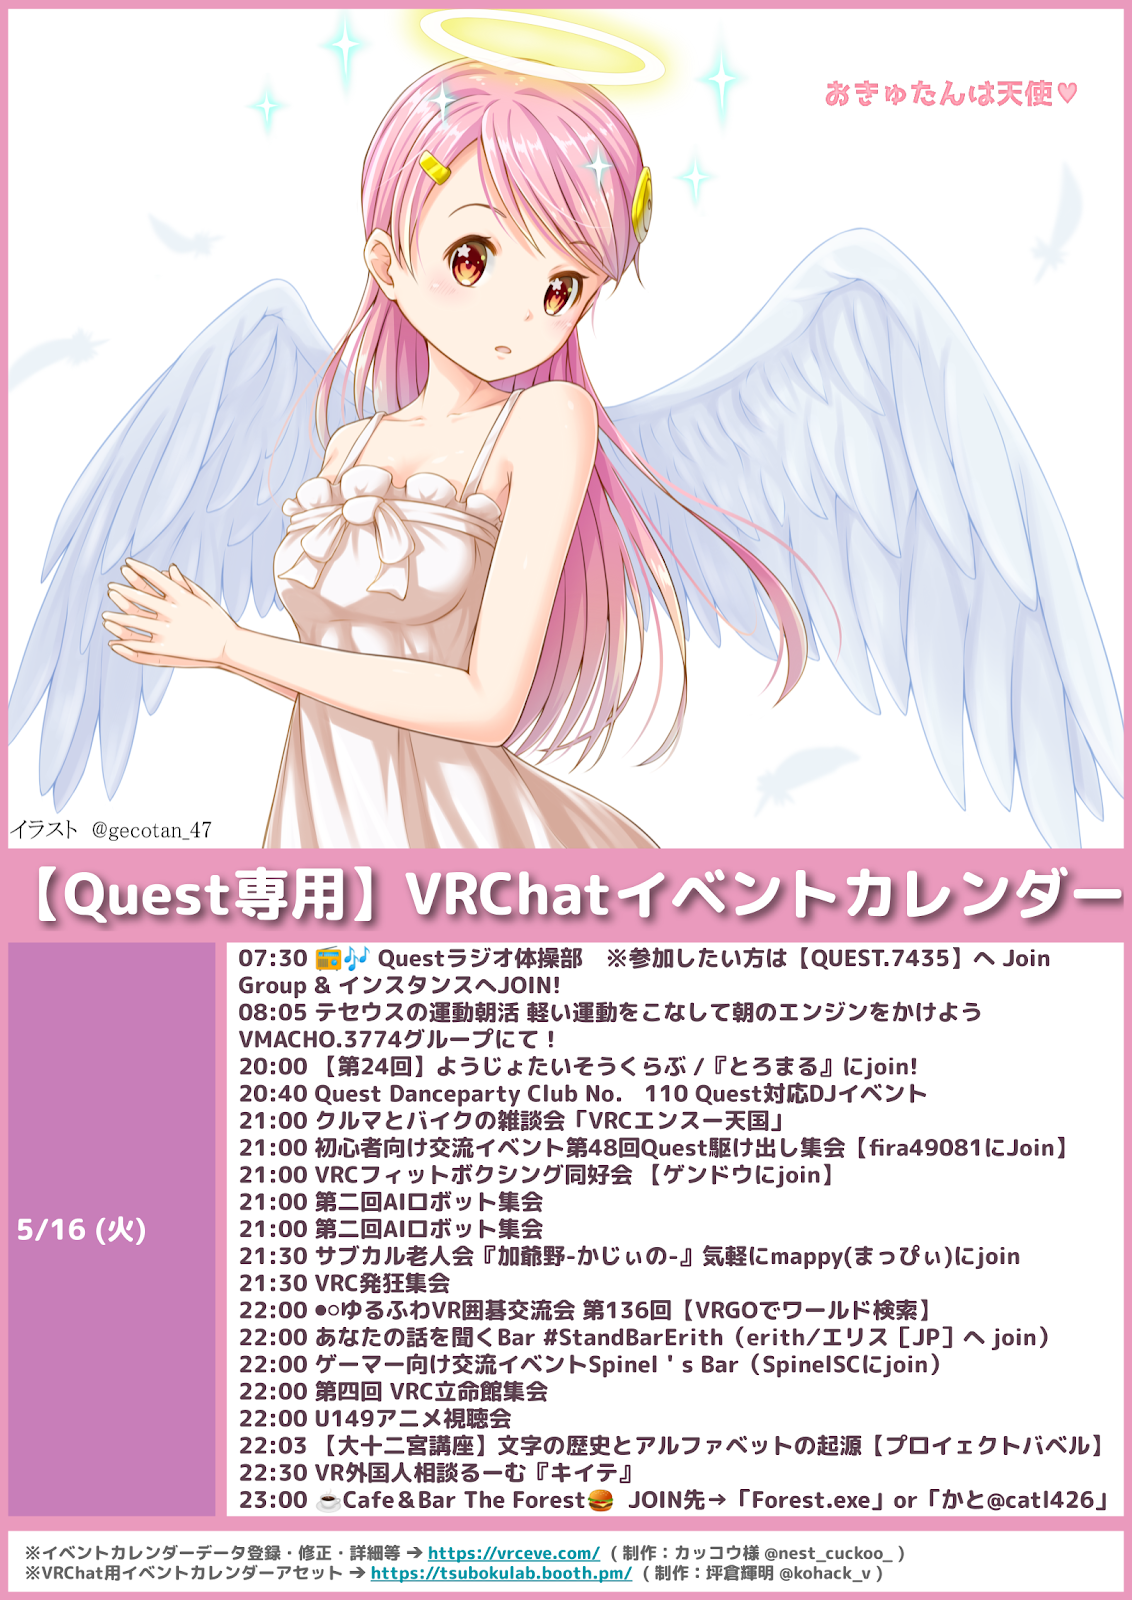 おきゅたんは天使♥
イラスト @gecotan_47
【Quest専用】VRChatイベントカレンダー
5/16 (火)
07:30 📻🎶 Questラジオ体操部 ※参加したい方は【QUEST.7435】へ Join
Group & インスタンスへJOIN!
08:05 テセウスの運動朝活 軽い運動をこなして朝のエンジンをかけよう
VMACHO.3774グループにて！
20:00 【第24回】ようじょたいそうくらぶ /『とろまる』にjoin!
20:40 Quest Danceparty Club No. 110 Quest対応DJイベント
21:00 クルマとバイクの雑談会「VRCエンスー天国」
21:00 初心者向け交流イベント第48回Quest駆け出し集会【fira49081にJoin】
21:00 VRCフィットボクシング同好会 【ゲンドウにjoin】
21:00 第二回AIロボット集会
21:00 第二回AIロボット集会
21:30 サブカル老人会『加爺野-かじぃの-』気軽にmappy(まっぴぃ)にjoin
21:30 VRC発狂集会
22:00 ●○ゆるふわVR囲碁交流会 第136回【VRGOでワールド検索】
22:00 あなたの話を聞くBar #StandBarErith（erith/エリス［JP］へ join）
22:00 ゲーマー向け交流イベントSpinel ' s Bar（SpinelSCにjoin）
22:00 第四回 VRC立命館集会
22:00 U149アニメ視聴会
22:03 【大十二宮講座】文字の歴史とアルファベットの起源【プロイェクトバベル】
22:30 VR外国人相談るーむ『キイテ』
23:00 ☕Cafe＆Bar The Forest🍔 JOIN先→「Forest.exe」or「かと@catl426」
※イベントカレンダーデータ登録・修正・詳細等 ➔ https://vrceve.com/ ( 制作：カッコウ様 @nest_cuckoo_ )
※VRChat用イベントカレンダーアセット ➔ https://tsubokulab.booth.pm/ ( 制作：坪倉輝明 @kohack_v )